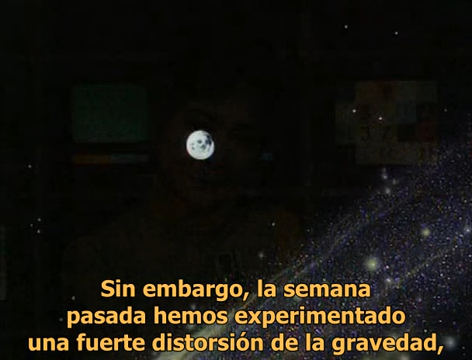 Sin embargo, la semana
pasada hemos experimentado
una fuerte distorsión de la gravedad,